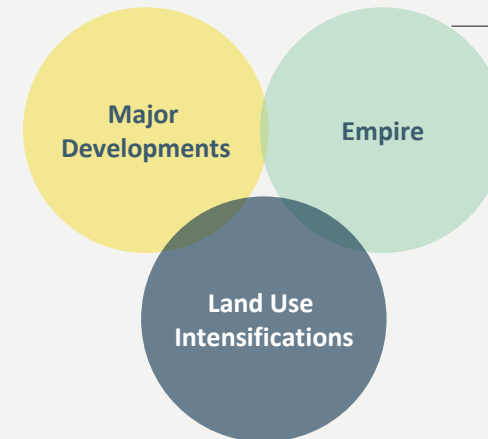 Major
Developments
Empire
Land Use
Intensifications